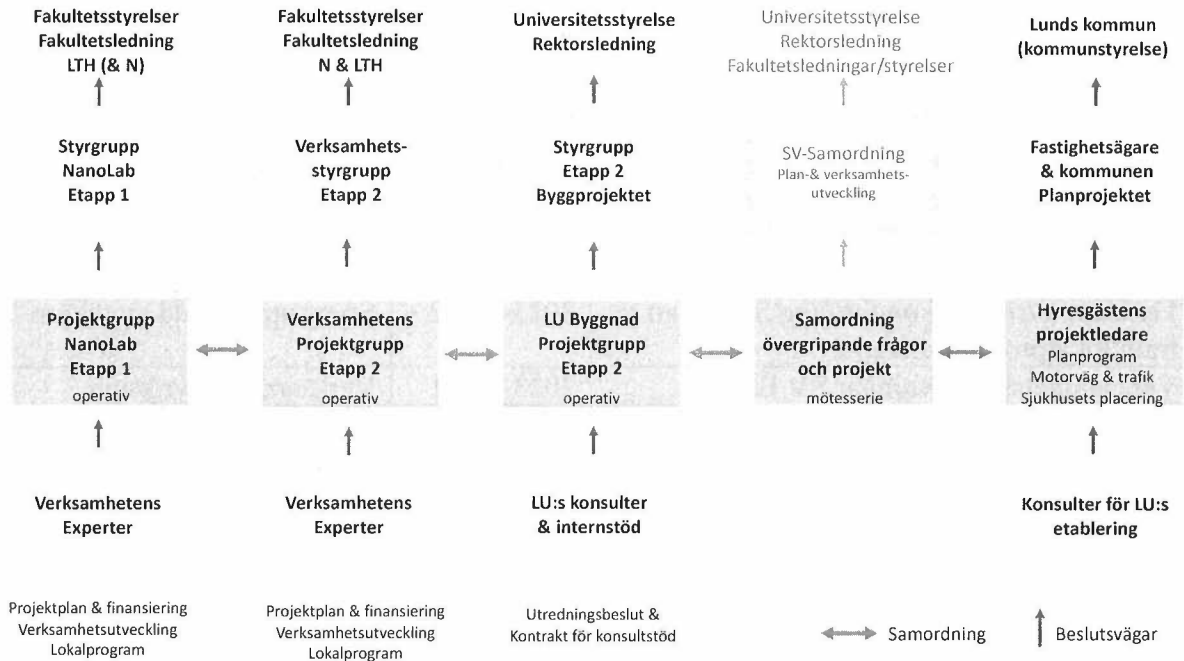 Fakultetsstyrelser
Fakultetsledning
LTH (& N)
Fakultetsstyrelser
Fakultetsledning
N & LTH
Universitetsstyrelse
Rektorsledning
Universitetsstyrelse
Rektorsledning
Fakultetsledningar/styrelser
Lunds kommun
(kommunstyrelse)
Styrgrupp
NanoLab
Etapp 1
Verksamhets-
styrgrupp
Etapp 2
Styrgrupp
Etapp 2
Byggprojektet
SV-Samordning
Plan-& verksamhets-
utveckling
Fastighetsägare
& kommunen
Planprojektet
Projektgrupp
NanoLab
Etapp 1
operativ
Verksamhetens
Projektgrupp
Etapp 2
operativ
LU Byggnad
Projektgrupp
Etapp 2
operativ
Samordning
övergripande frågor
och projekt
mötesserie
Hyresgästens
projektledare
Planprogram
Motorväg & trafik
Sjukhusets placering
Verksamhetens
Experter
Verksamhetens
Experter
LU:s konsulter
& internstöd
Konsulter för LU:s
etablering
Projektplan & finansiering
Verksamhetsutveckling
Lokalprogram
Projektplan & finansiering
Verksamhetsutveckling
Lokalprogram
Utredningsbeslut &
Kontrakt för konsultstöd
Samordning
Beslutsvägar